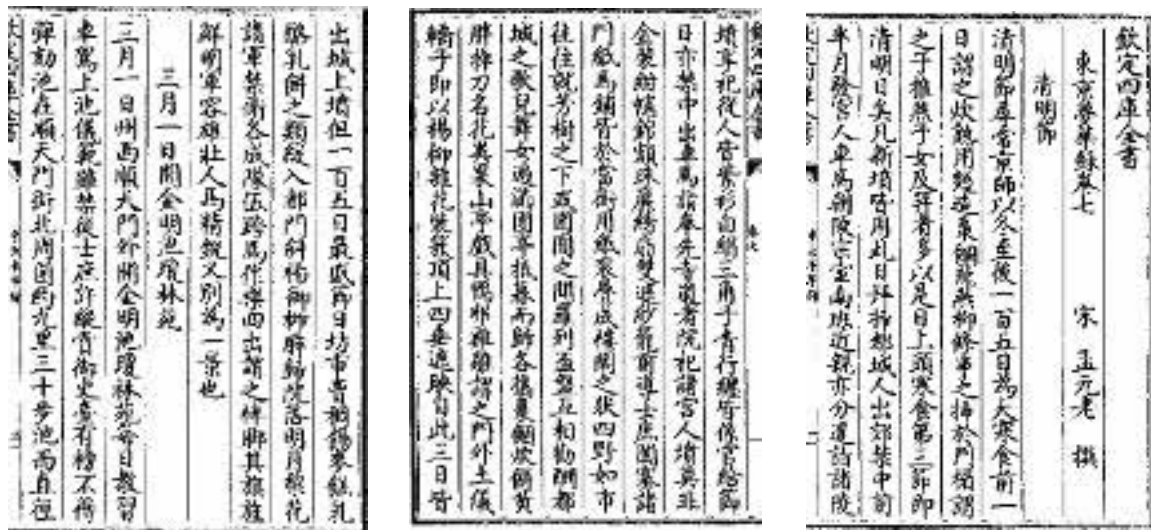 欽定四庫全書
東京夢華録卷七
宋 孟元老 撰
清明節
清明節尋常京師以冬至後一百五日為大寒食前一
日謂之炊熟用麵造棗䭅飛燕柳條串之插於門楣謂
之子推燕子女及笄者多以是日上頭寒食第三節即
清明日矣凡新墳皆用此日拜掃都城人出郊禁中前
半月發宮人車馬朝陵宗室南班近親亦分遣詣諸陵
欽定四庫全書
墳享祀從人皆紫衫白絹三角子青行纏皆係官給節
日亦禁中出車馬詣奉先寺道者院祀諸宮人墳莫非
金裝紺幰錦額珠簾繡扇雙遮紗籠前導士庶闐塞諸
門紙馬鋪皆於當街用紙衮疊成樓閣之狀四野如市
往往就芳樹之下或園囿之間羅列盃盤互相勸酬都
城之歌兒舞女遍滿園亭抵暮而歸各攜棗䭅炊餅黃
胖掉刀名花異果山亭戲具鴨卵雞雛謂之門外土儀
轎子即以楊柳雜花裝簇頂上四垂遮映自此三日皆
出城上墳但一百五日最盛節日坊市賣稠餳麥糕乳
酪乳餅之類緩入都門斜陽御柳醉歸院落明月梨花
諸軍禁衛各成隊伍跨馬作樂四出謂之摔脚其旗旄
鮮明軍容雄壯人馬精銳又別為一景也
三月一日開金明池瓊林苑
三月一日州西順天門外開金明池瓊林苑每日教習
車駕上池儀範雖禁從士庶許縱賞御史臺有榜不得
彈劾池在順天門街北周圍約九里三十步池西直徑